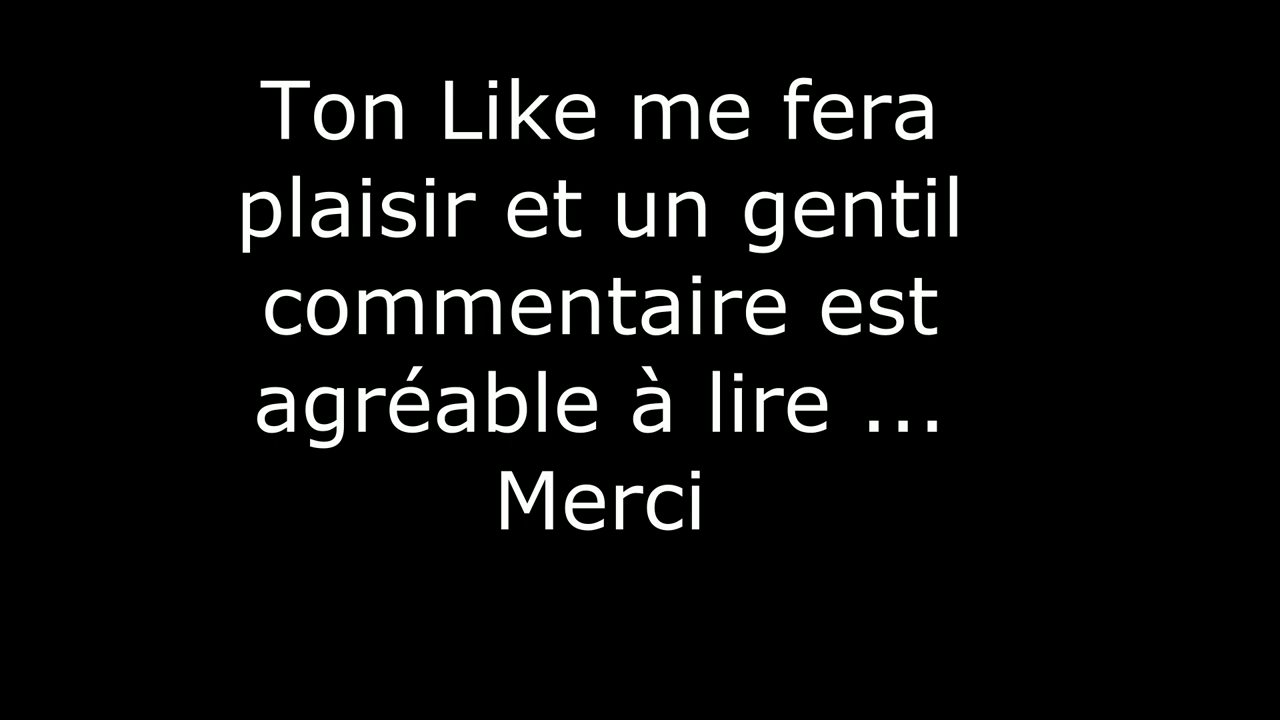 Ton Like me fera
plaisir et un gentil
commentaire est
agréable à lire ...
Merci